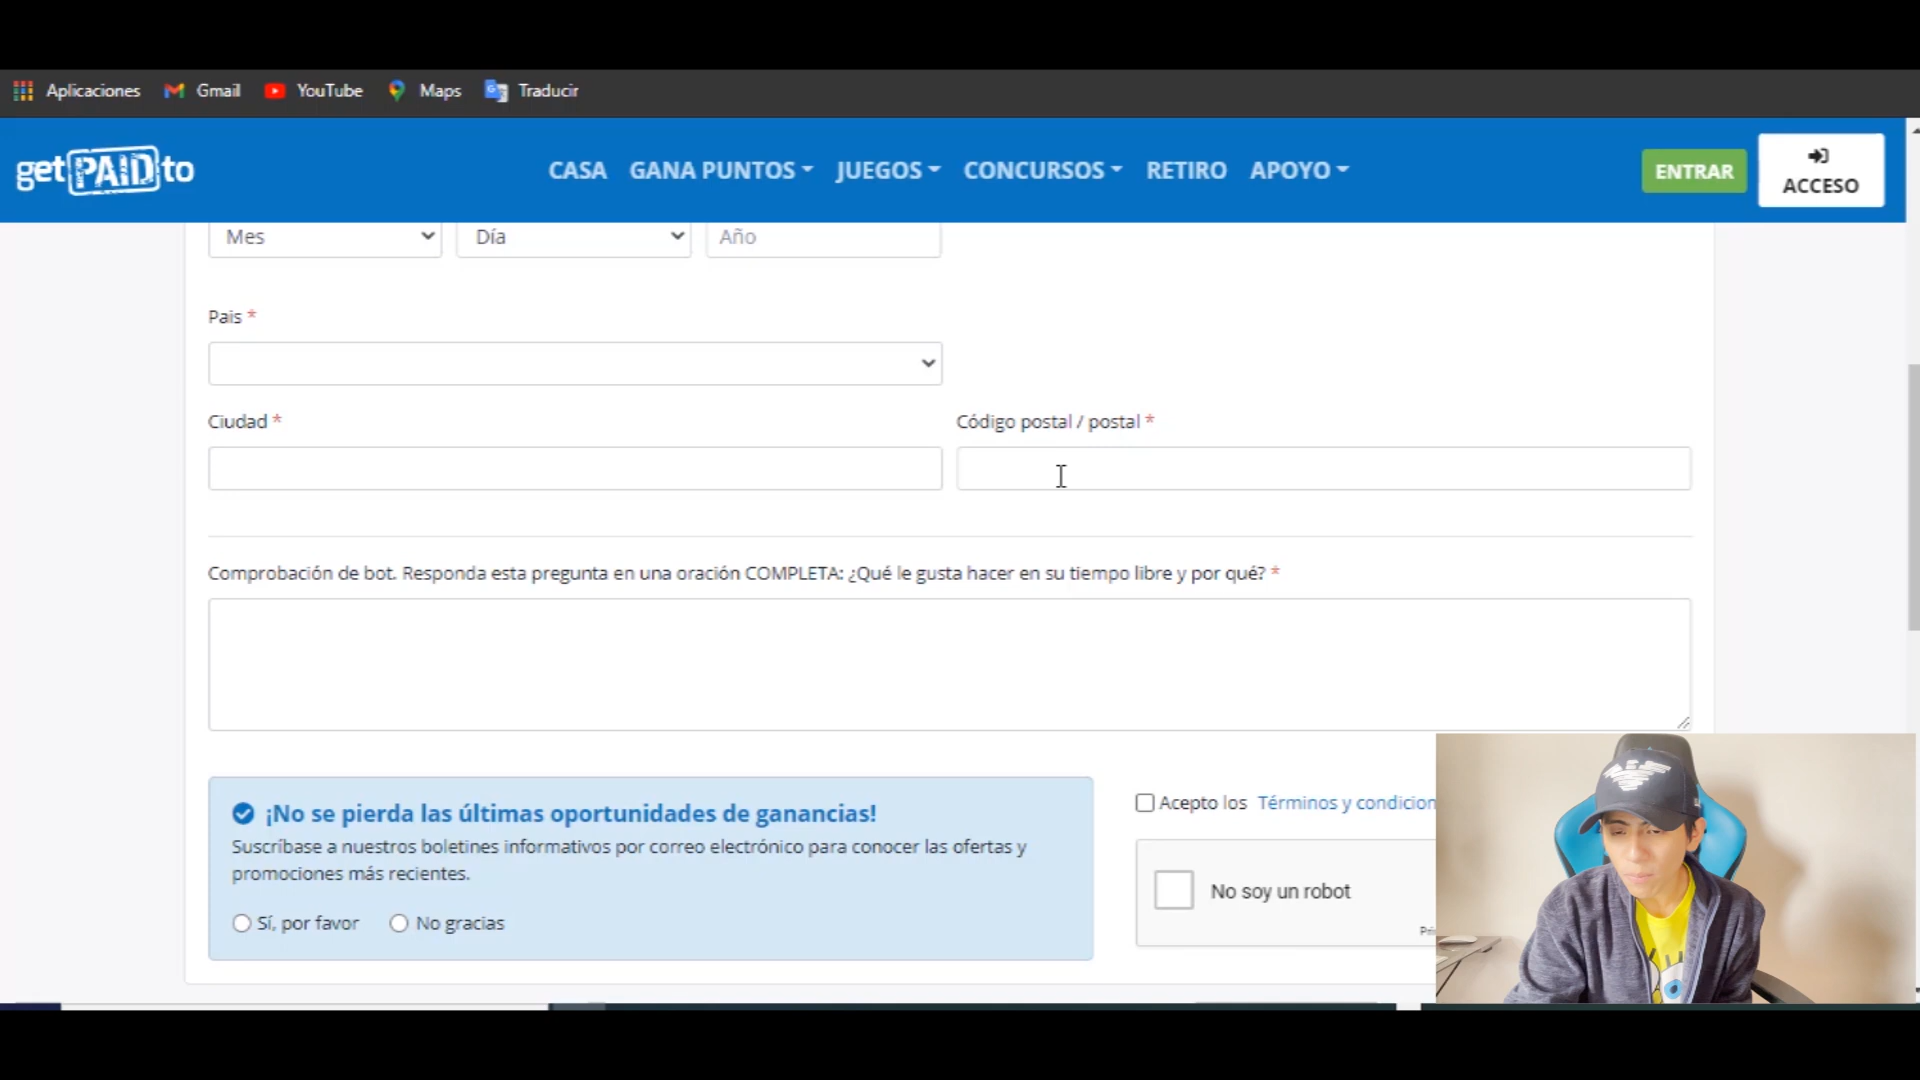 Aplicaciones Gmail YouTube Maps Traducir
getPAIDto CASA GANA PUNTOS JUEGOS CONCURSOS RETIRO APOYO ENTRAR ACCESO
Mes Día Año
Pais *
Ciudad * Código postal / postal *
Comprobación de bot. Responda esta pregunta en una oración COMPLETA: ¿Qué le gusta hacer en su tiempo libre y por qué? *
¡No se pierda las últimas oportunidades de ganancias!
Suscríbase a nuestros boletines informativos por correo electrónico para conocer las ofertas y
promociones más recientes.
Sí, por favor No gracias
Acepto los Términos y condicion
No soy un robot